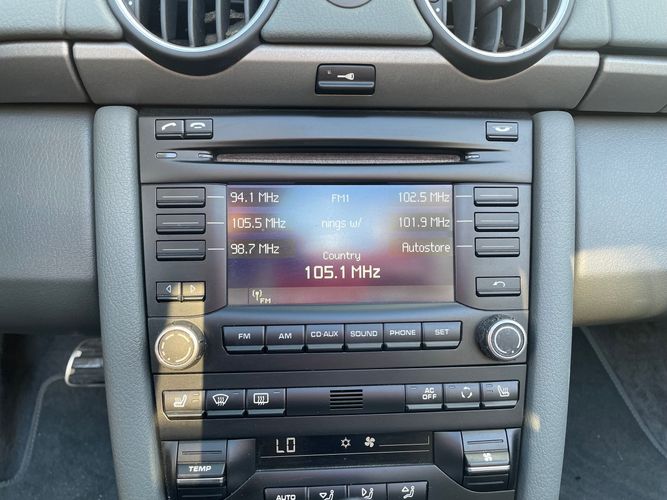 94.1 MHz FM1 102.5 MHz
105.5 MHz nings w/ 101.9 MHz
98.7 MHz Autostore
Country
105.1 MHz
FM
FM AM CD AUX SOUND PHONE SET
AC OFF
LO
TEMP
AUTO